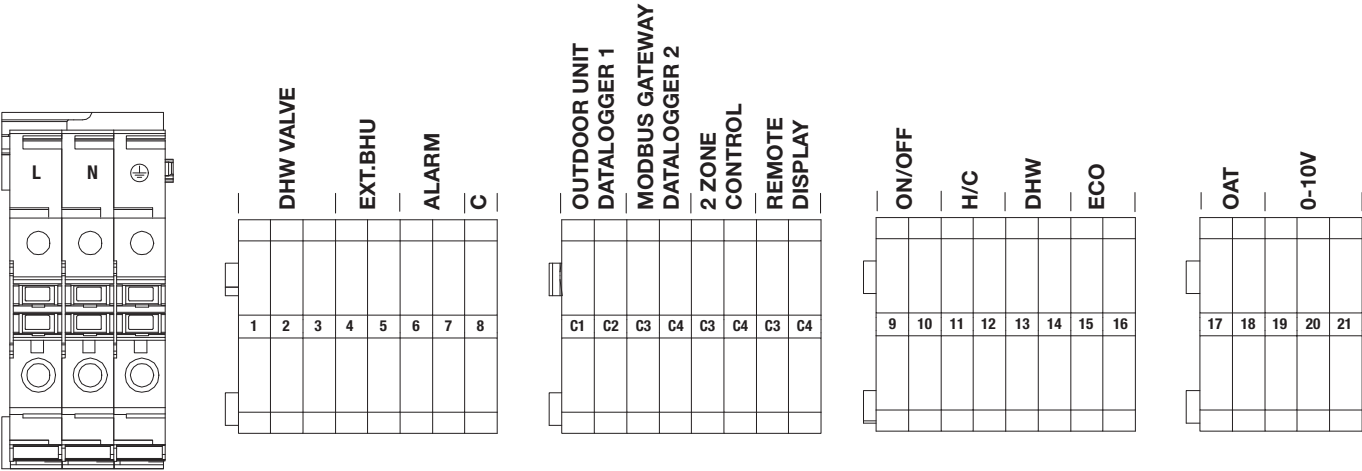 L N
DHW VALVE
EXT.BHU
ALARM
C
1 2 3 4 5 6 7 8
OUTDOOR UNIT
DATALOGGER 1
MODBUS GATEWAY
DATALOGGER 2
2 ZONE
CONTROL
REMOTE
DISPLAY
C1 C2 C3 C4 C3 C4 C3 C4
ON/OFF
H/C
DHW
ECO
9 10 11 12 13 14 15 16
OAT
0-10V
17 18 19 20 21